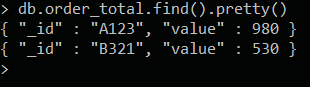 > db.order_total.find().pretty()
{ "_id" : "A123", "value" : 980 }
{ "_id" : "B321", "value" : 530 }
>